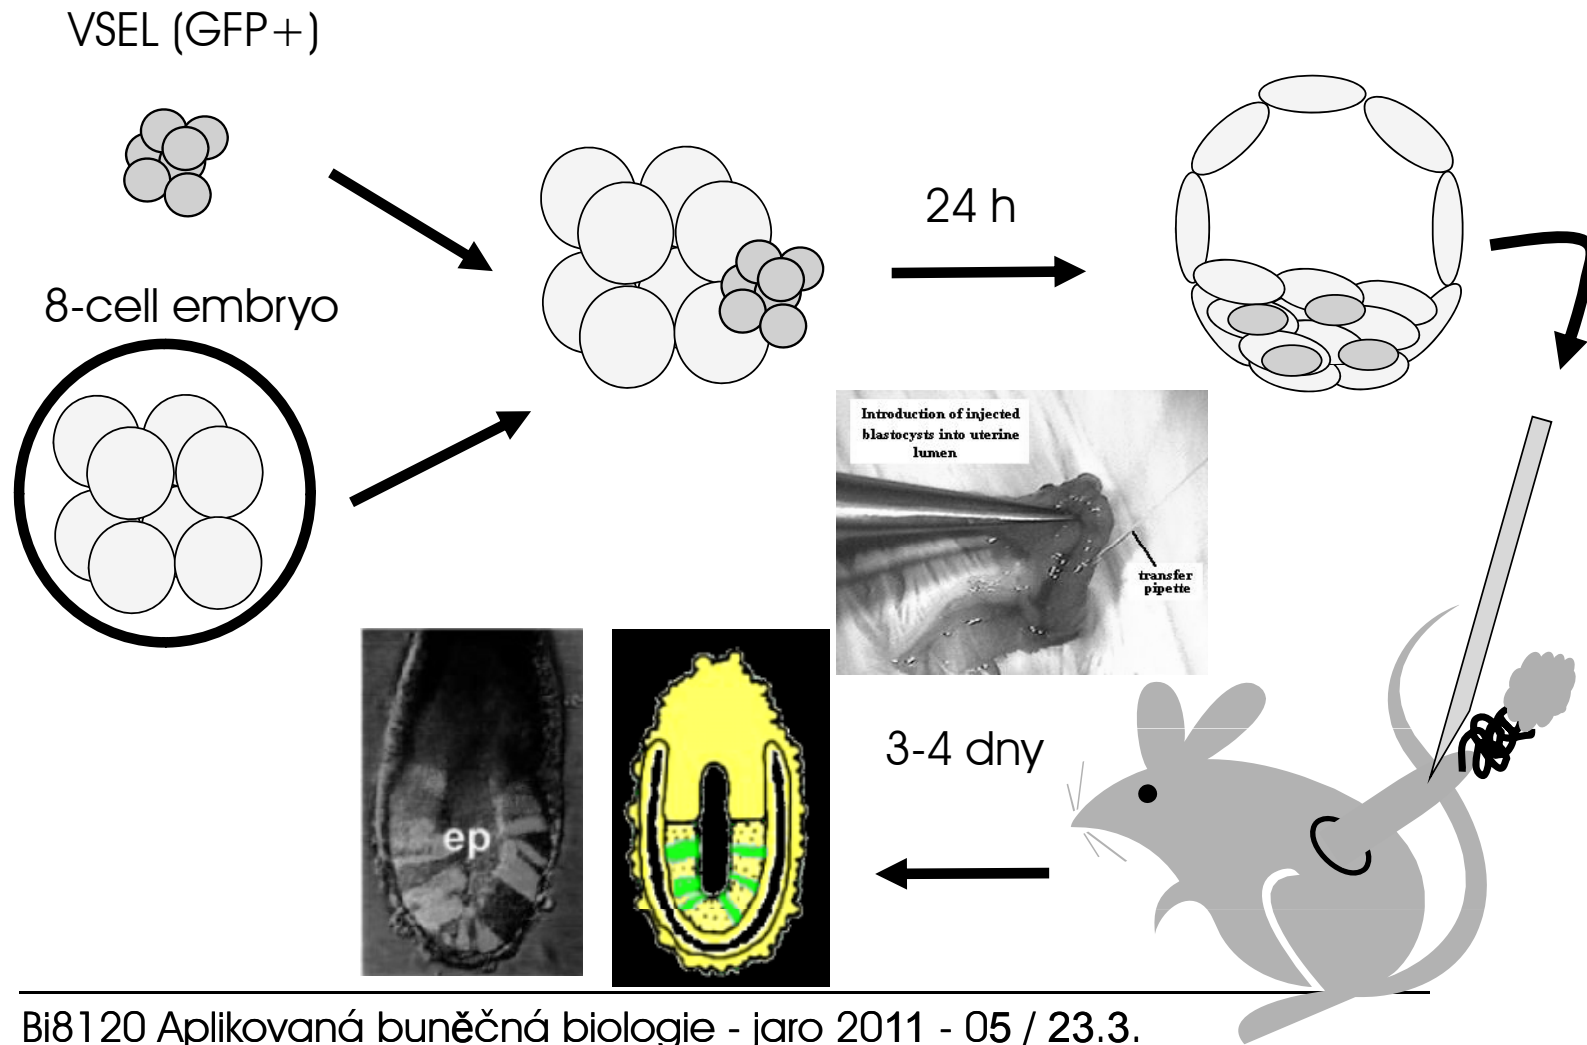 VSEL (GFP+)
8-cell embryo
24 h
Introduction of injected
blastocysts into uterine
lumen
transfer
pipette
3-4 dny
ep
Bi8120 Aplikovaná buněčná biologie - jaro 2011 - 05 / 23.3.